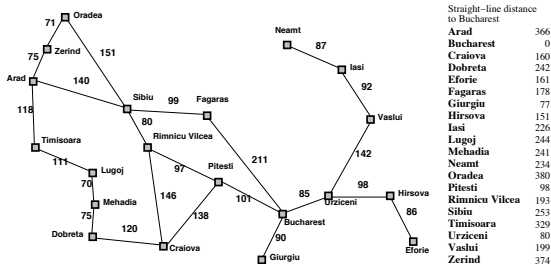 Straight–line distance
to Bucharest
Arad 366
Bucharest 0
Craiova 160
Dobreta 242
Eforie 161
Fagaras 178
Giurgiu 77
Hirsova 151
Iasi 226
Lugoj 244
Mehadia 241
Neamt 234
Oradea 380
Pitesti 98
Rimnicu Vilcea 193
Sibiu 253
Timisoara 329
Urziceni 80
Vaslui 199
Zerind 374
Oradea
71
Neamt
87
Zerind
151
75
Iasi
Arad
140
92
Sibiu
99
Fagaras
118
80
Vaslui
Rimnicu Vilcea
Timisoara
142
111
Pitesti
211
Lugoj
97
70
98
Hirsova
85
146
101
Urziceni
Mehadia
138
86
75
Bucharest
120
90
Dobreta
Craiova
Eforie
Giurgiu